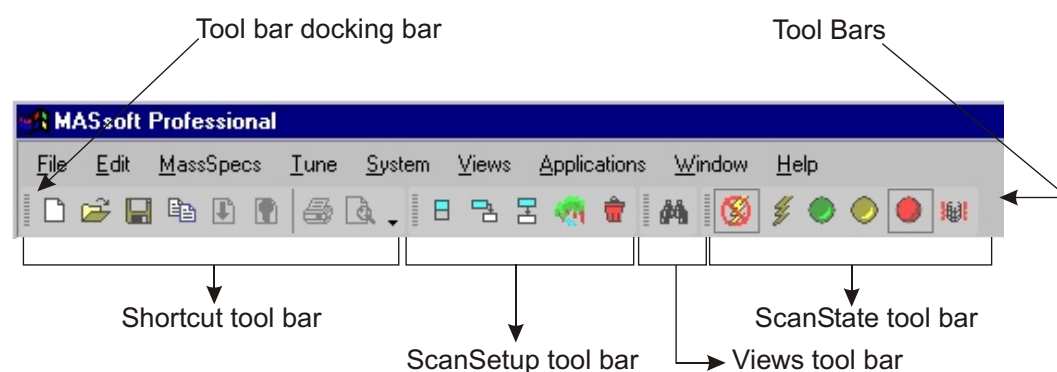 Tool bar docking bar
Tool Bars
MASsoft Professional
File Edit MassSpecs Tune System Views Applications Window Help
Shortcut tool bar
ScanState tool bar
ScanSetup tool bar
Views tool bar